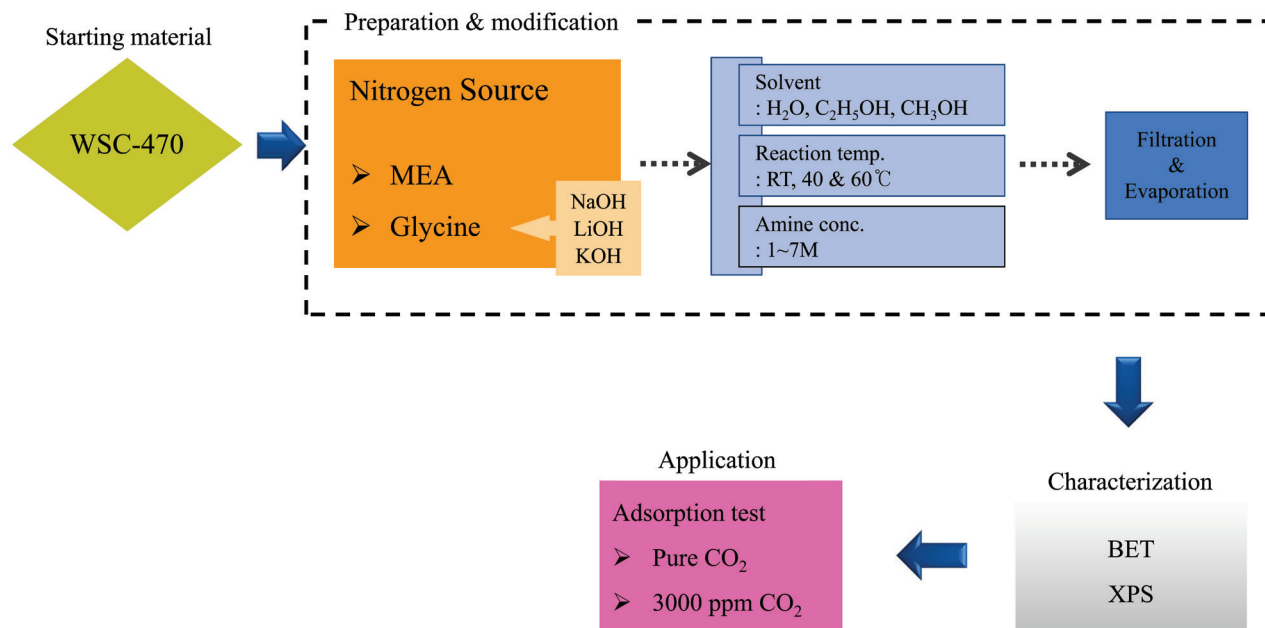 Starting material
WSC-470
Preparation & modification
Nitrogen Source
➢ MEA
➢ Glycine
NaOH
LiOH
KOH
Solvent
: H₂O, C₂H₅OH, CH₃OH
Reaction temp.
: RT, 40 & 60℃
Amine conc.
: 1~7M
Filtration
&
Evaporation
Characterization
BET
XPS
Application
Adsorption test
➢ Pure CO₂
➢ 3000 ppm CO₂